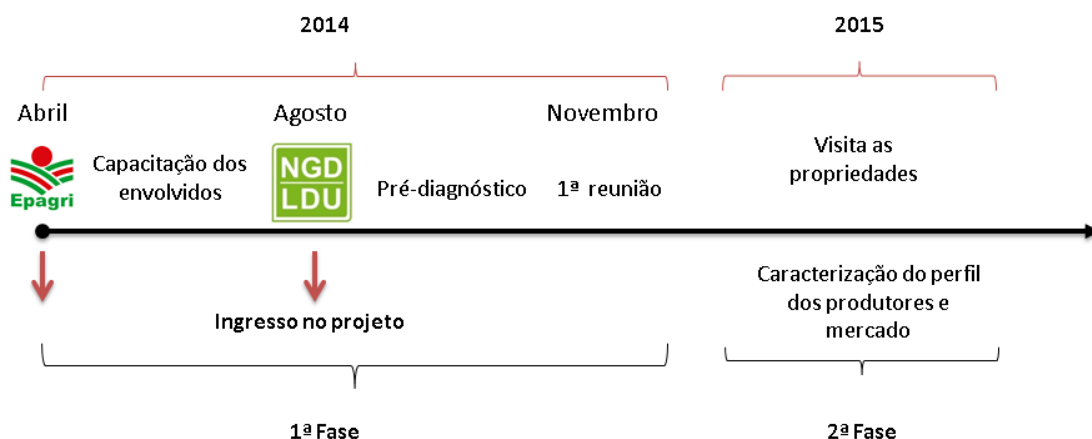 2014
2015
Abril
Agosto
Novembro
Epagri
Capacitação dos
envolvidos
NGD
LDU
Pré-diagnóstico
1ª reunião
Visita as
propriedades
Ingresso no projeto
Caracterização do perfil
dos produtores e
mercado
1ª Fase
2ª Fase